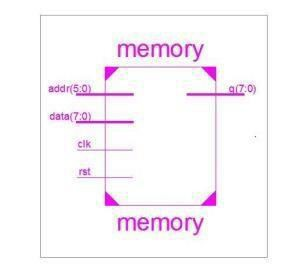 memory
addr(5:0)
q(7:0)
data(7:0)
clk
rst
memory